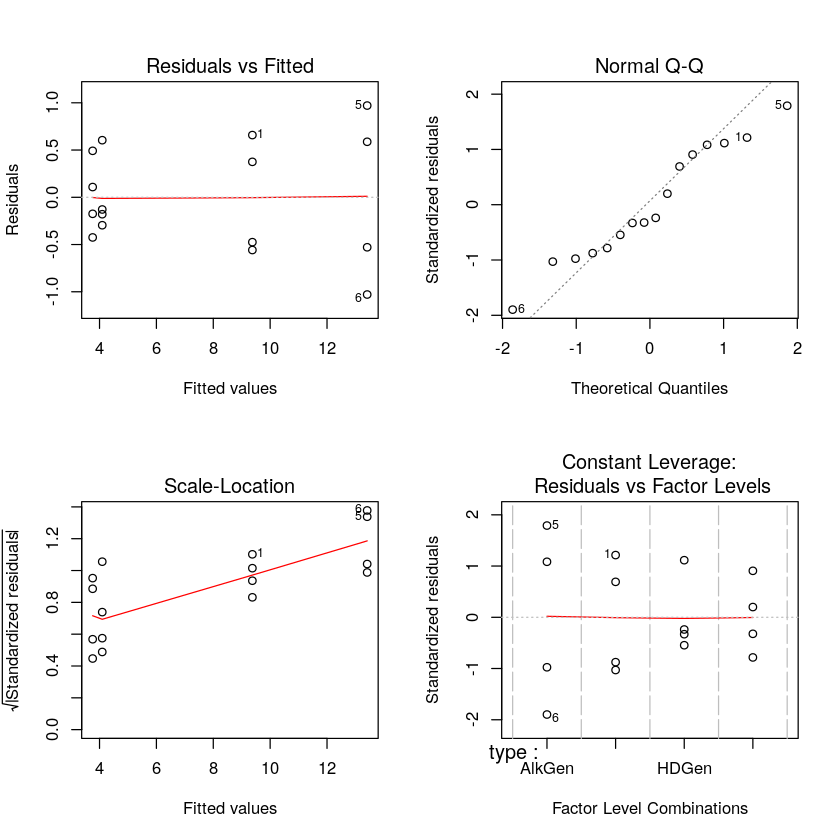 Residuals vs Fitted
Residuals
1.0
0.5
0.0
-0.5
-1.0
5
1
6
4 6 8 10 12
Fitted values
Normal Q-Q
Standardized residuals
2
1
0
-1
-2
5
1
6
-2 -1 0 1 2
Theoretical Quantiles
Scale-Location
√|Standardized residuals|
1.2
0.8
0.4
0.0
6
5
1
4 6 8 10 12
Fitted values
Constant Leverage:
Residuals vs Factor Levels
Standardized residuals
2
1
0
-1
-2
5
1
6
type :
AlkGen HDGen
Factor Level Combinations